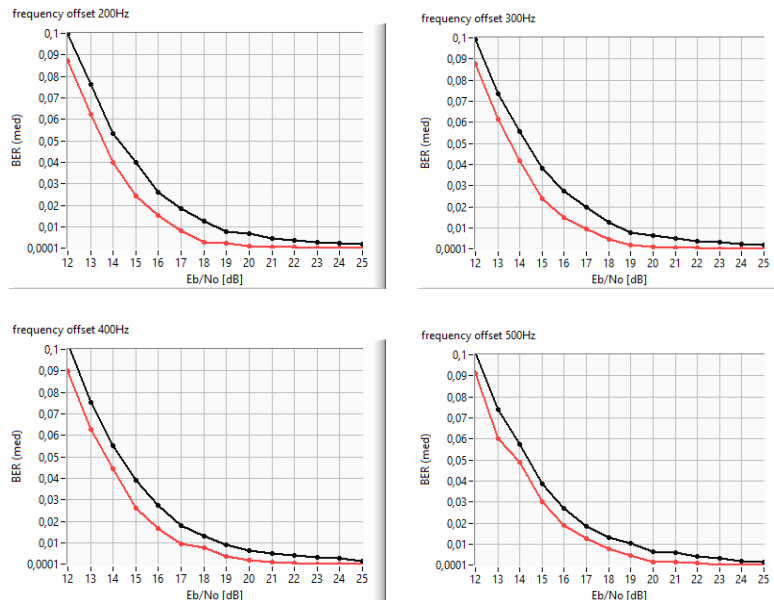 frequency offset 200Hz
BER (med)
0,1
0,09
0,08
0,07
0,06
0,05
0,04
0,03
0,02
0,01
0,0001
12 13 14 15 16 17 18 19 20 21 22 23 24 25
Eb/No [dB]
frequency offset 300Hz
BER (med)
0,1
0,09
0,08
0,07
0,06
0,05
0,04
0,03
0,02
0,01
0,0001
12 13 14 15 16 17 18 19 20 21 22 23 24 25
Eb/No [dB]
frequency offset 400Hz
BER (med)
0,1
0,09
0,08
0,07
0,06
0,05
0,04
0,03
0,02
0,01
0,0001
12 13 14 15 16 17 18 19 20 21 22 23 24 25
Eb/No [dB]
frequency offset 500Hz
BER (med)
0,1
0,09
0,08
0,07
0,06
0,05
0,04
0,03
0,02
0,01
0,0001
12 13 14 15 16 17 18 19 20 21 22 23 24 25
Eb/No [dB]